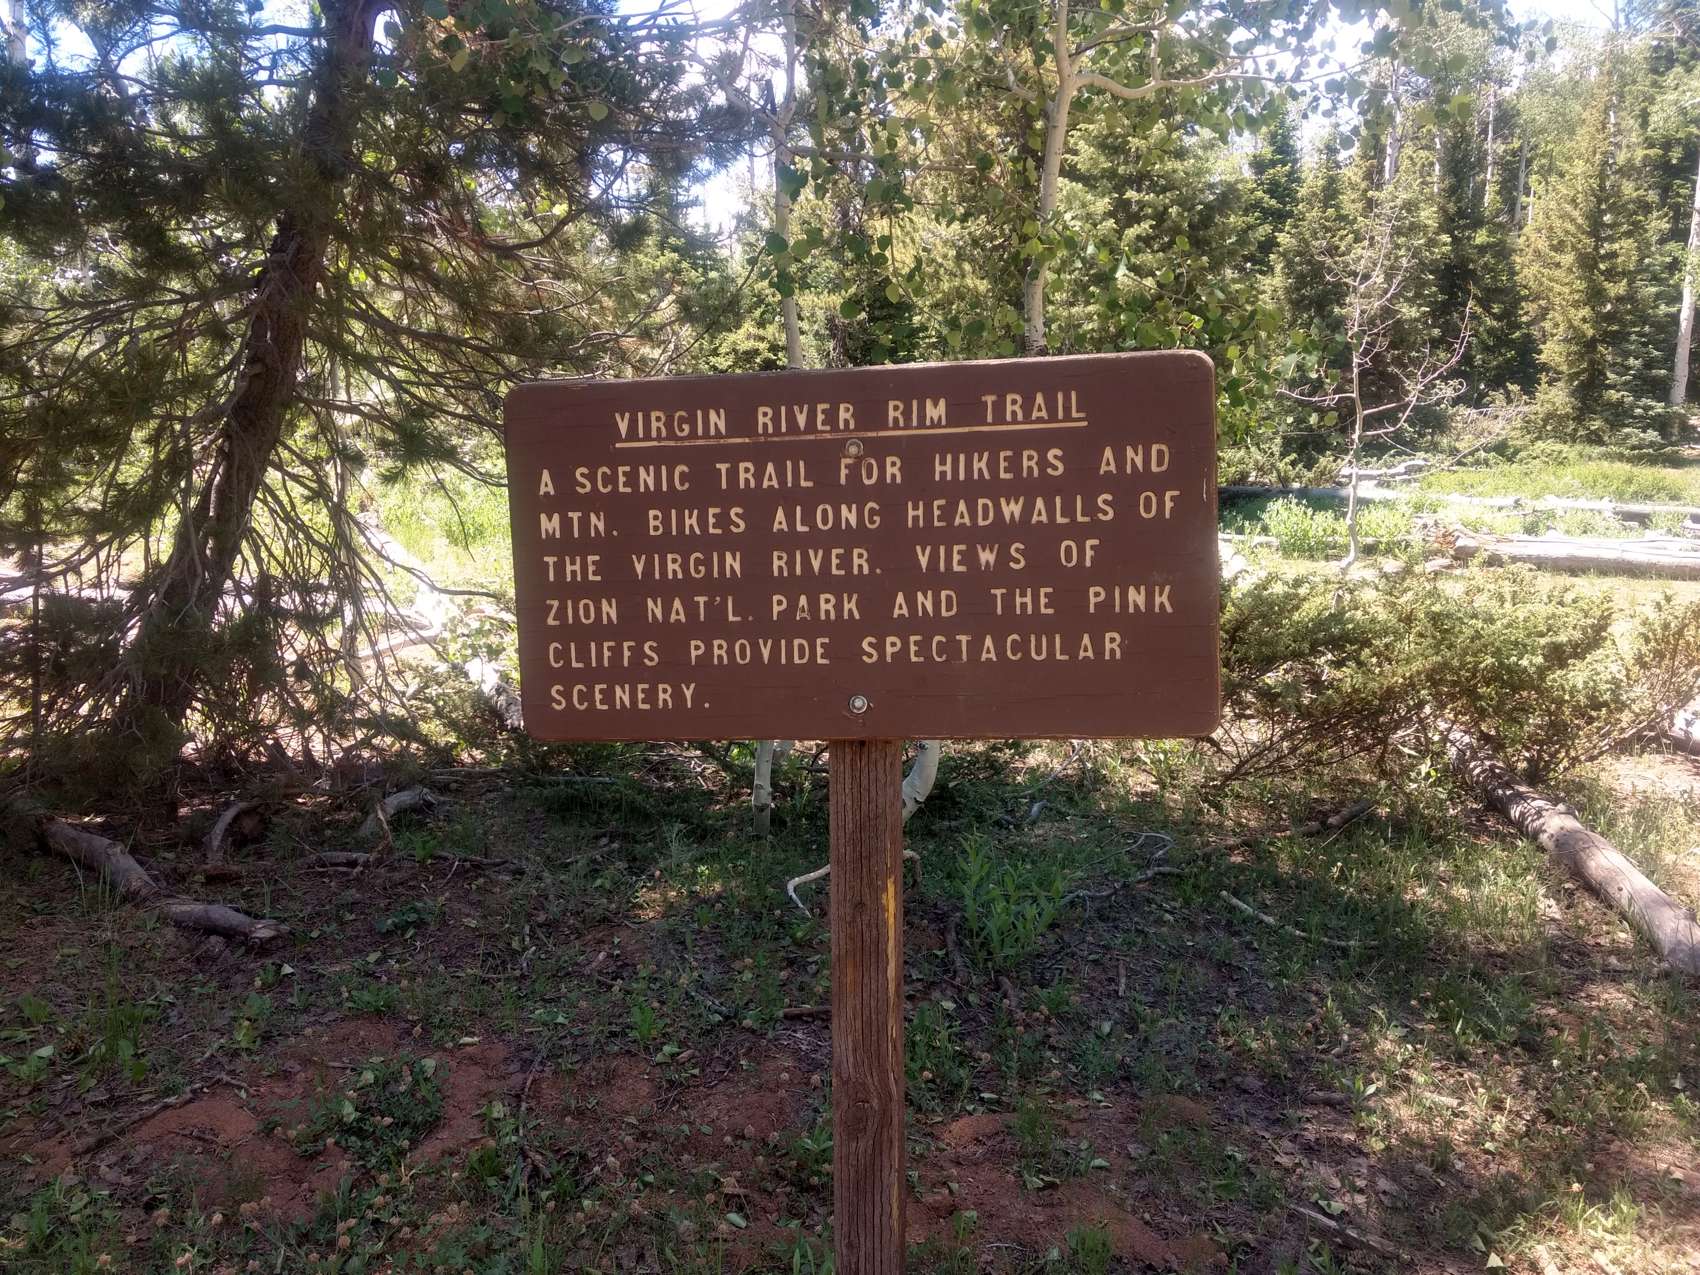 VIRGIN RIVER RIM TRAIL
A SCENIC TRAIL FOR HIKERS AND
MTN. BIKES ALONG HEADWALLS OF
THE VIRGIN RIVER. VIEWS OF
ZION NAT'L. PARK AND THE PINK
CLIFFS PROVIDE SPECTACULAR
SCENERY.